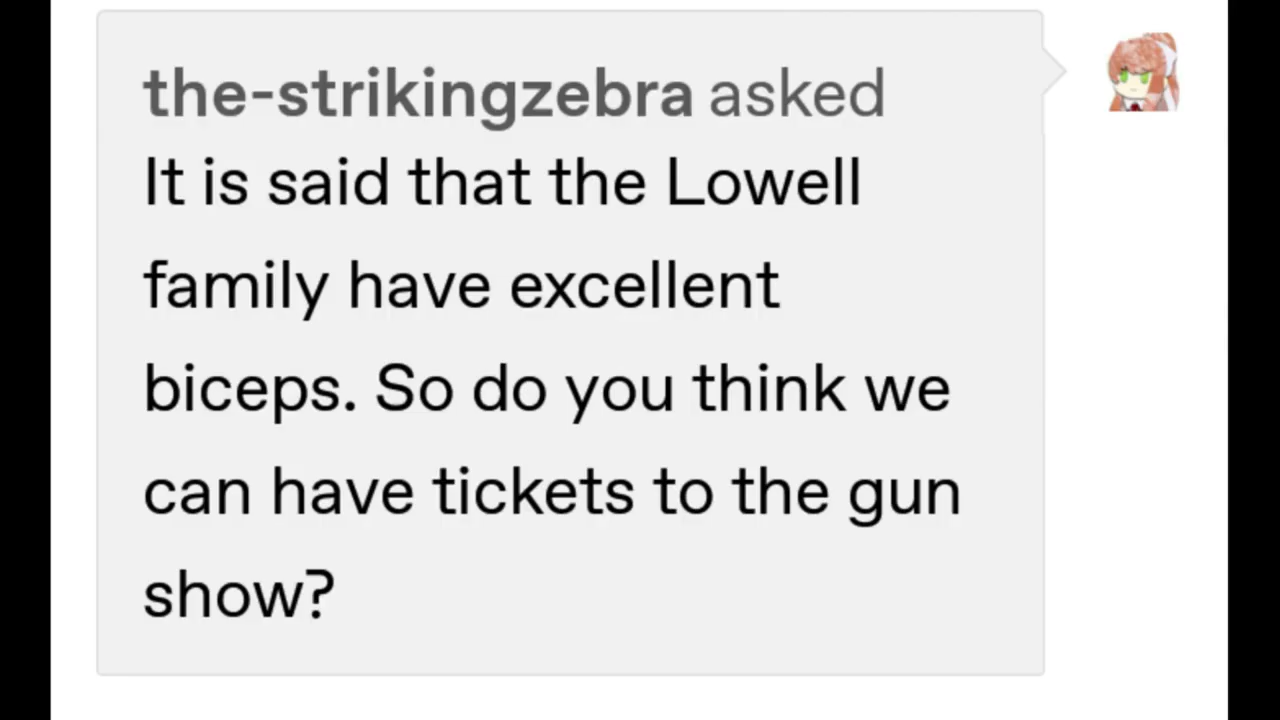 the-strikingzebra asked
It is said that the Lowell
family have excellent
biceps. So do you think we
can have tickets to the gun
show?